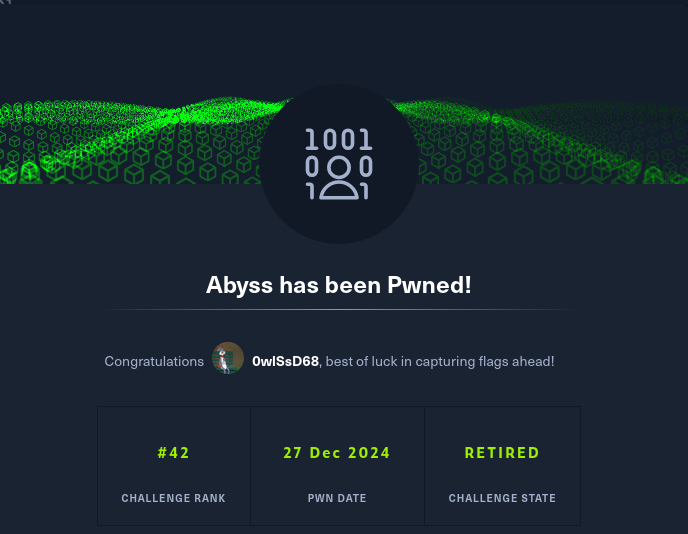 1001
0 0
1 1
Abyss has been Pwned!
Congratulations 0wlSsD68, best of luck in capturing flags ahead!
#42 27 Dec 2024 RETIRED
CHALLENGE RANK PWN DATE CHALLENGE STATE